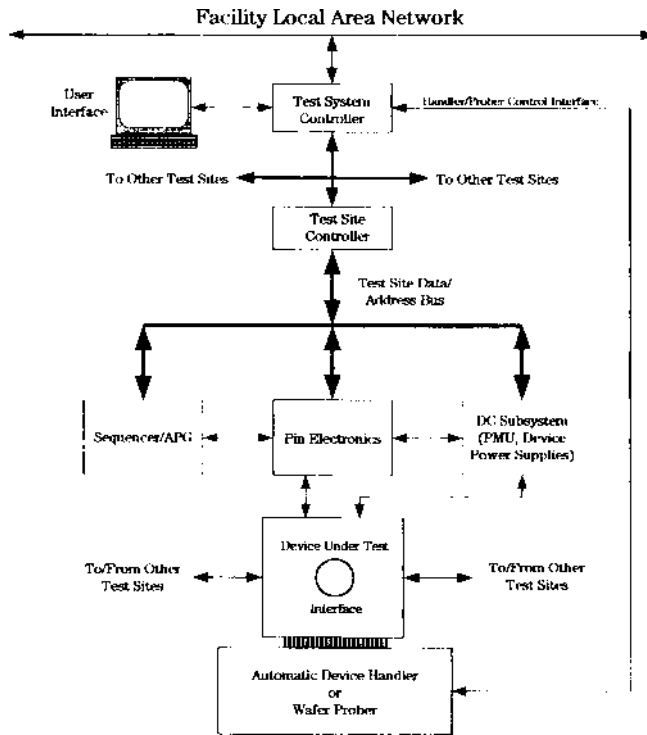 Facility Local Area Network
User
Interface
Test System
Controller
Handler/Prober Control Interface
To Other Test Sites
To Other Test Sites
Test Site
Controller
Test Site Data/
Address Bus
Sequencer/APG
Pin Electronics
DC Subsystem
(PMU, Device
Power Supplies)
Device Under Test
Interface
To/From Other
Test Sites
To/From Other
Test Sites
Automatic Device Handler
or
Wafer Prober